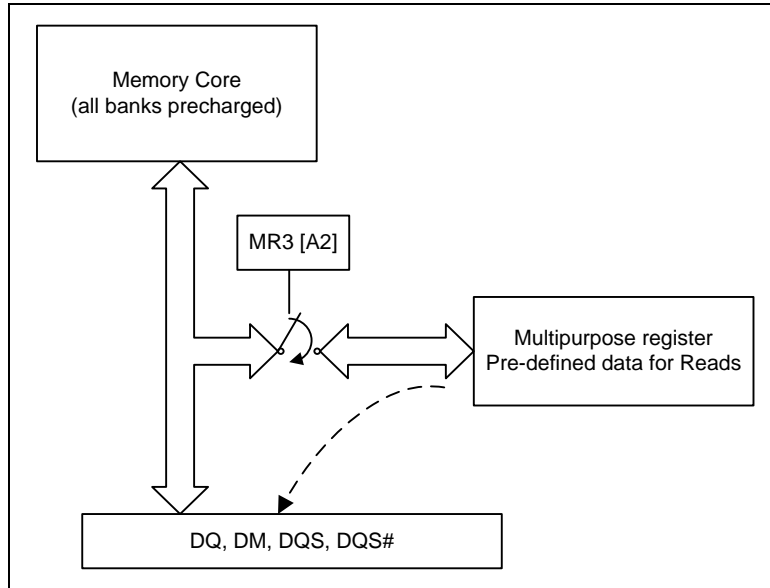 Memory Core
(all banks precharged)
MR3 [A2]
Multipurpose register
Pre-defined data for Reads
DQ, DM, DQS, DQS#